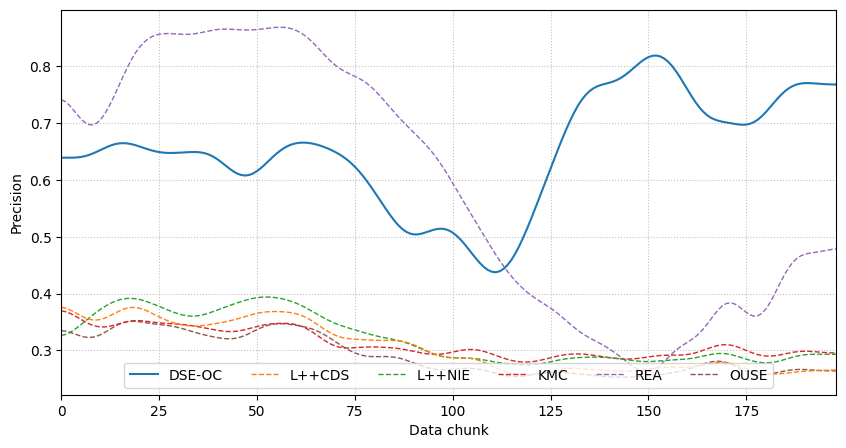 Precision
0.8
0.7
0.6
0.5
0.4
0.3
DSE-OC L++CDS L++NIE KMC REA OUSE
0 25 50 75 100 125 150 175
Data chunk